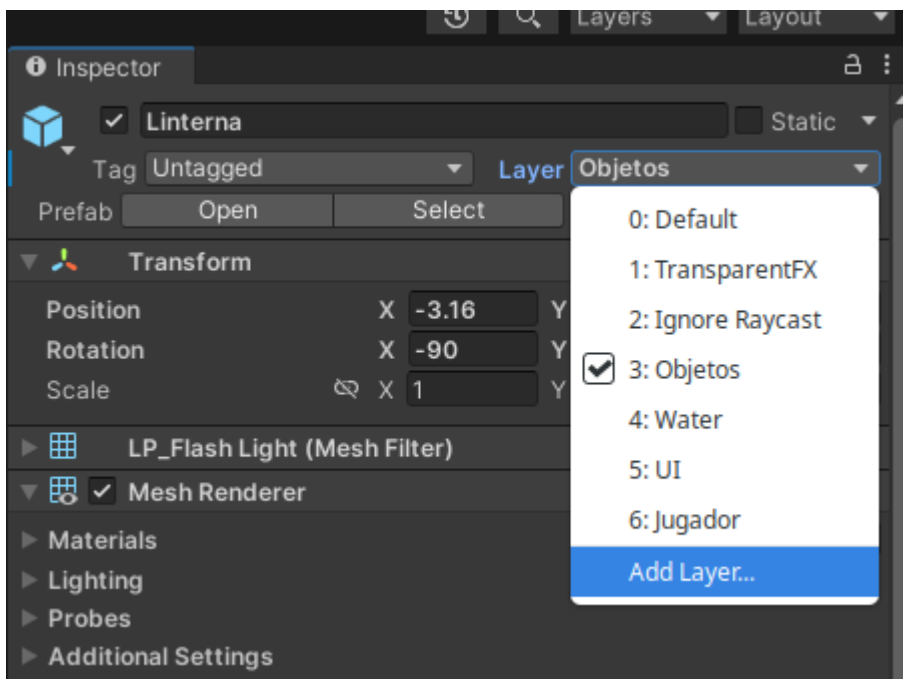 Layers Layout
Inspector
Linterna Static
Tag Untagged Layer Objetos
Prefab Open Select
0: Default
Transform
1: TransparentFX
Position X -3.16 Y
2: Ignore Raycast
Rotation X -90 Y
3: Objetos
Scale X 1 Y
4: Water
LP_Flash Light (Mesh Filter)
5: UI
Mesh Renderer
6: Jugador
Materials
Add Layer...
Lighting
Probes
Additional Settings